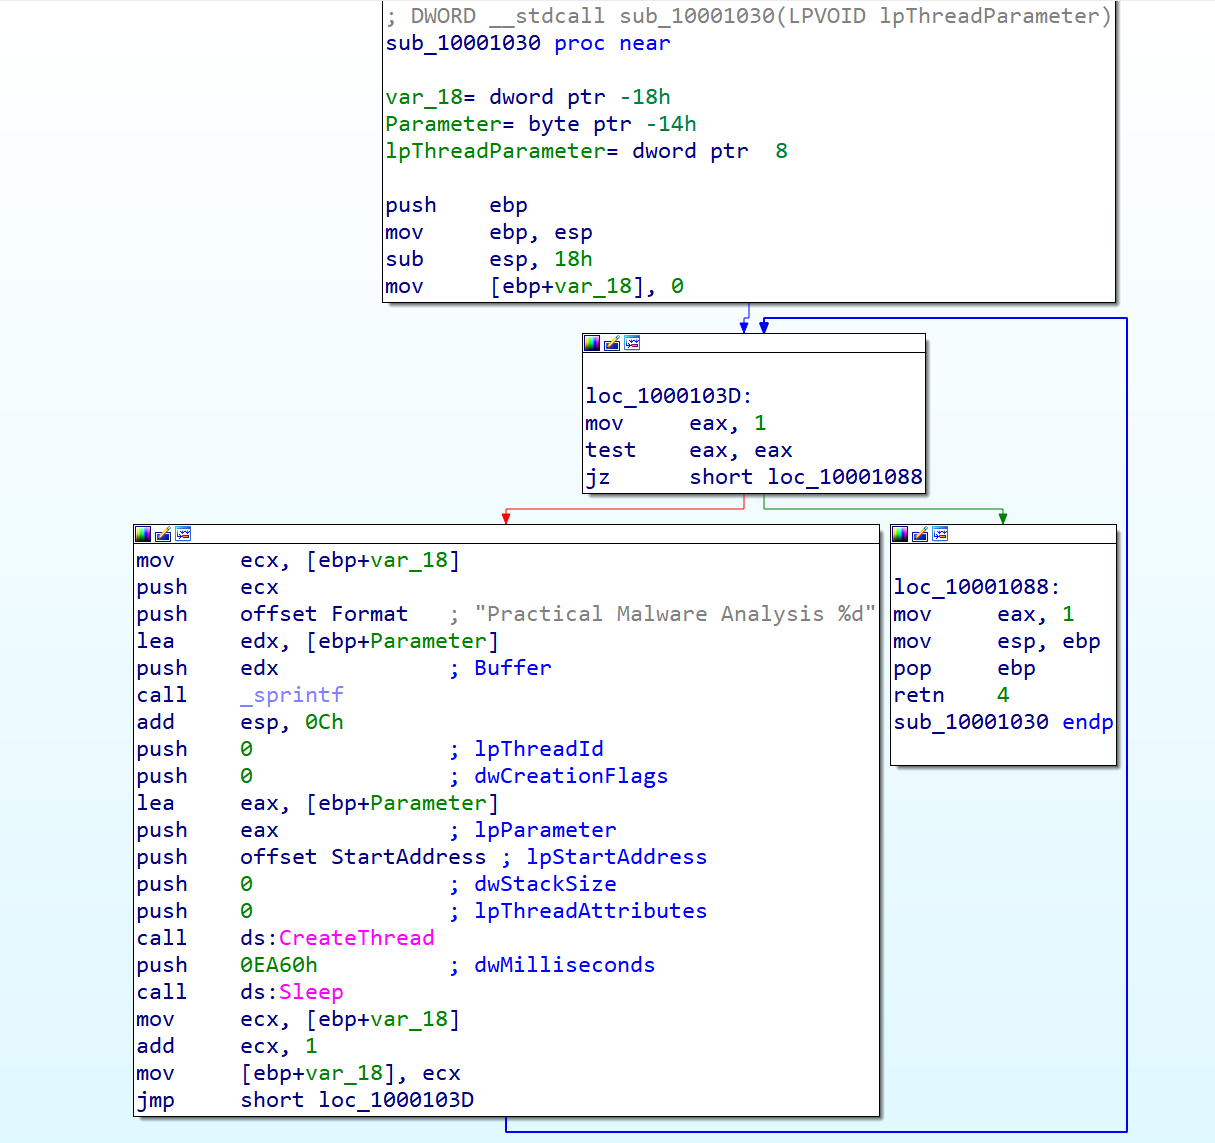 ; DWORD __stdcall sub_10001030(LPVOID lpThreadParameter)
sub_10001030 proc near
var_18= dword ptr -18h
Parameter= byte ptr -14h
lpThreadParameter= dword ptr  8
push    ebp
mov     ebp, esp
sub     esp, 18h
mov     [ebp+var_18], 0
loc_1000103D:
mov     eax, 1
test    eax, eax
jz      short loc_10001088
mov     ecx, [ebp+var_18]
push    ecx
push    offset Format   ; "Practical Malware Analysis %d"
lea     edx, [ebp+Parameter]
push    edx             ; Buffer
call    _sprintf
add     esp, 0Ch
push    0               ; lpThreadId
push    0               ; dwCreationFlags
lea     eax, [ebp+Parameter]
push    eax             ; lpParameter
push    offset StartAddress ; lpStartAddress
push    0               ; dwStackSize
push    0               ; lpThreadAttributes
call    ds:CreateThread
push    0EA60h          ; dwMilliseconds
call    ds:Sleep
mov     ecx, [ebp+var_18]
add     ecx, 1
mov     [ebp+var_18], ecx
jmp     short loc_1000103D
loc_10001088:
mov     eax, 1
mov     esp, ebp
pop     ebp
retn    4
sub_10001030 endp